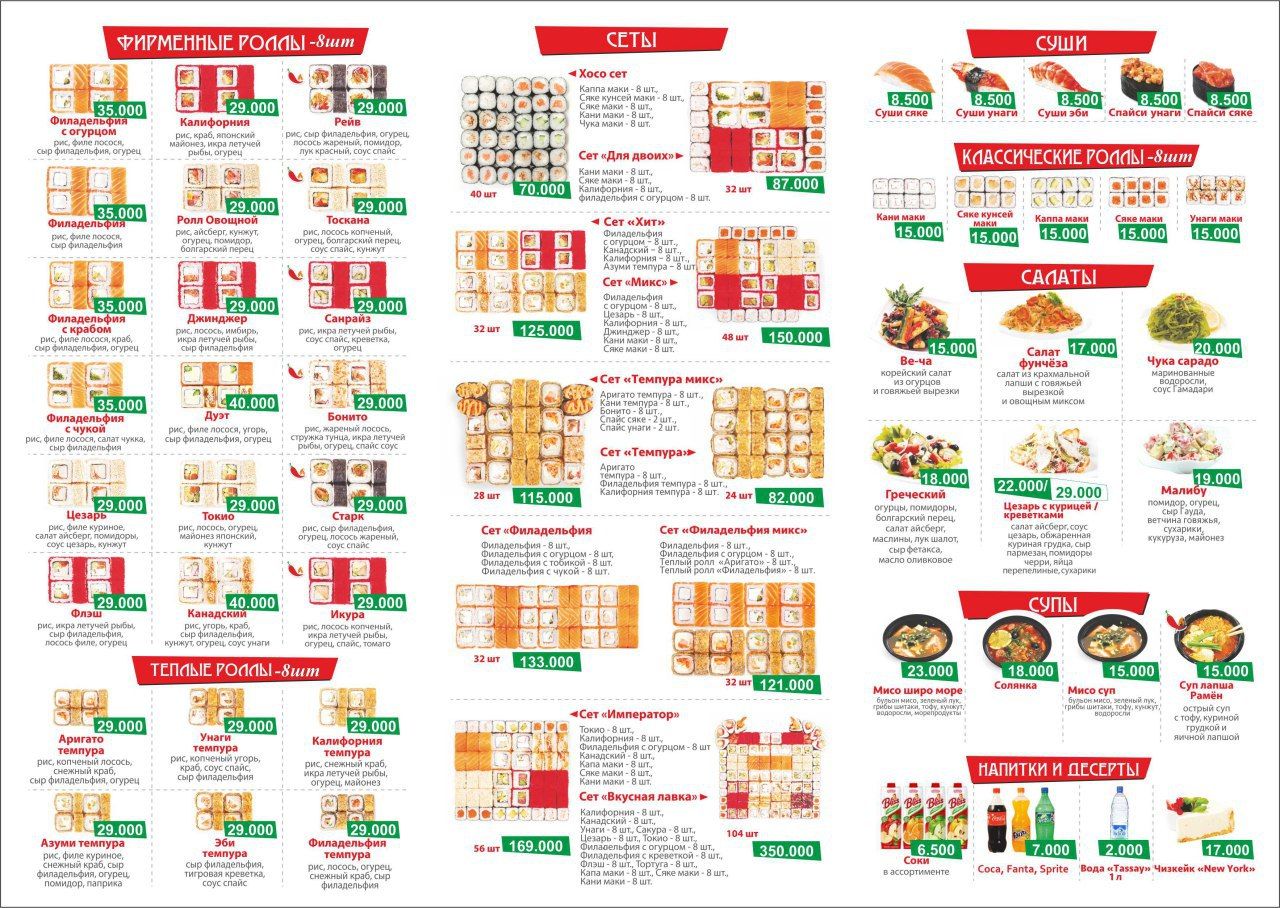 ФИРМЕННЫЕ РОЛЛЫ -8шт
35.000
Филадельфия
с огурцом
рис, филе лосося,
сыр филадельфия, огурец
29.000
Калифорния
рис, краб, японский
майонез, икра летучей
рыбы, огурец
29.000
Рейв
рис, сыр филадельфия, огурец,
лосось жареный, помидор,
лук красный, соус спайс
35.000
Филадельфия
рис, филе лосося,
сыр филадельфия
29.000
Ролл Овощной
рис, айсберг, кунжут,
огурец, помидор,
болгарский перец
29.000
Тоскана
рис, лосось копченый,
огурец, болгарский перец,
соус спайс, кунжут
35.000
Филадельфия
с крабом
рис, филе лосося, краб,
сыр филадельфия, огурец
29.000
Джинджер
рис, лосось, имбирь,
икра летучей рыбы,
сыр филадельфия
29.000
Санрайз
рис, икра летучей рыбы,
соус спайс, креветка,
огурец
35.000
Филадельфия
с чукой
рис, филе лосося, салат чукка,
сыр филадельфия
40.000
Дуэт
рис, филе лосося, угорь,
сыр филадельфия, огурец
29.000
Бонито
рис, жареный лосось,
стружка тунца, икра летучей
рыбы, огурец, спайс соус
29.000
Цезарь
рис, филе куриное,
салат айсберг, помидоры,
соус цезарь, кунжут
29.000
Токио
рис, лосось, огурец,
майонез японский,
кунжут
29.000
Старк
рис, сыр филадельфия,
огурец, лосось жареный,
соус спайс
29.000
Флэш
рис, икра летучей рыбы,
сыр филадельфия,
лосось филе, огурец
40.000
Канадский
рис, угорь, краб,
сыр филадельфия,
кунжут, огурец, соус унаги
29.000
Икура
рис, лосось копченый,
икра летучей рыбы,
огурец, спайс, томаго
ТЕПЛЫЕ РОЛЛЫ -8шт
29.000
Аригато
темпура
рис, копченый лосось,
снежный краб,
сыр филадельфия, огурец
29.000
Унаги
темпура
рис, копченый угорь,
краб, соус спайс,
сыр филадельфия
29.000
Калифорния
темпура
рис, снежный краб,
икра летучей рыбы,
огурец, майонез
29.000
Азуми темпура
рис, филе куриное,
снежный краб, сыр
филадельфия, огурец,
помидор, паприка
29.000
Эби
темпура
сыр филадельфия,
тигровая креветка,
соус спайс
29.000
Филадельфия
темпура
рис, лосось, огурец,
снежный краб, сыр
филадельфия
СЕТЫ
Хосо сет
Каппа маки - 8 шт.,
Сяке кунсей маки - 8 шт.,
Сяке маки - 8 шт.,
Кани маки - 8 шт.,
Чука маки - 8 шт.
40 шт
70.000
Сет «Для двоих»
Кани маки - 8 шт.,
Сяке маки - 8 шт.,
Калифорния - 8 шт.,
филадельфия с огурцом - 8 шт.
32 шт
87.000
Сет «Хит»
Филадельфия
с огурцом – 8 шт.,
Канадский – 8 шт.,
Калифорния – 8 шт.,
Азуми темпура – 8 шт.
32 шт
125.000
Сет «Микс»
Филадельфия
с огурцом - 8 шт.,
Цезарь - 8 шт.,
Калифорния - 8 шт.,
Джинджер - 8 шт.,
Кани маки - 8 шт.,
Сяке маки - 8 шт.
48 шт
150.000
Сет «Темпура микс»
Аригато темпура - 8 шт.,
Кани темпура - 8 шт.,
Бонито - 8 шт.,
Спайс сяке - 2 шт.,
Спайс унаги - 2 шт.
28 шт
115.000
Сет «Темпура»
Аригато
темпура - 8 шт.,
Филадельфия темпура - 8 шт.,
Калифорния темпура - 8 шт.
24 шт
82.000
Сет «Филадельфия
Филадельфия - 8 шт.,
Филадельфия с огурцом - 8 шт.,
Филадельфия с тобикой - 8 шт.,
Филадельфия с чукой - 8 шт.
32 шт
133.000
Сет «Филадельфия микс»
Филадельфия - 8 шт.,
Филадельфия с огурцом - 8 шт.,
Теплый ролл «Аригато» - 8 шт.,
Теплый ролл «Филадельфия» - 8 шт.
32 шт
121.000
Сет «Император»
Токио - 8 шт.,
Калифорния - 8 шт.,
Филадельфия с огурцом - 8 шт
Канадский - 8 шт.,
Капа маки - 8 шт.,
Сяке маки - 8 шт.,
Кани маки - 8 шт.
56 шт
169.000
Сет «Вкусная лавка»
Калифорния - 8 шт.,
Канадский - 8 шт.,
Унаги - 8 шт., Сакура - 8 шт.,
Цезарь - 8 шт., Токио - 8 шт.,
Филадельфия с огурцом - 8 шт.,
Филадельфия с креветкой - 8 шт.,
Флэш - 8 шт., Тортуга - 8 шт.,
Капа маки - 8 шт., Сяке маки - 8 шт.,
Кани маки - 8 шт.
104 шт
350.000
СУШИ
8.500
Суши сяке
8.500
Суши унаги
8.500
Суши эби
8.500
Спайси унаги
8.500
Спайси сяке
КЛАССИЧЕСКИЕ РОЛЛЫ -8шт
Кани маки
15.000
Сяке кунсей
маки
15.000
Каппа маки
15.000
Сяке маки
15.000
Унаги маки
15.000
САЛАТЫ
15.000
Ве-ча
корейский салат
из огурцов
и говяжьей вырезки
17.000
Салат
фунчёза
салат из крахмальной
лапши с говяжьей
вырезкой
и овощным миксом
20.000
Чука сарадо
маринованные
водоросли,
соус Гамадари
18.000
Греческий
огурцы, помидоры,
болгарский перец,
салат айсберг,
маслины, лук шалот,
сыр фетакса,
масло оливковое
22.000/
29.000
Цезарь с курицей /
креветками
салат айсберг, соус
цезарь, обжаренная
куриная грудка, сыр
пармезан, помидоры
черри, яйца
перепелиные, сухарики
19.000
Малибу
помидор, огурец,
сыр Гауда,
ветчина говяжья,
сухарики,
кукуруза, майонез
СУПЫ
23.000
Мисо широ море
бульон мисо, зеленый лук,
грибы шитаки, тофу, кунжут,
водоросли, морепродукты
18.000
Солянка
15.000
Мисо суп
бульон мисо, зеленый лук,
грибы шитаки, тофу, кунжут,
водоросли
15.000
Суп лапша
Рамён
острый суп
с тофу, куриной
грудкой и
яичной лапшой
НАПИТКИ И ДЕСЕРТЫ
6.500
Соки
в ассортименте
7.000
Coca, Fanta, Sprite
2.000
Вода «Tassay»
1 л
17.000
Чизкейк «New York»